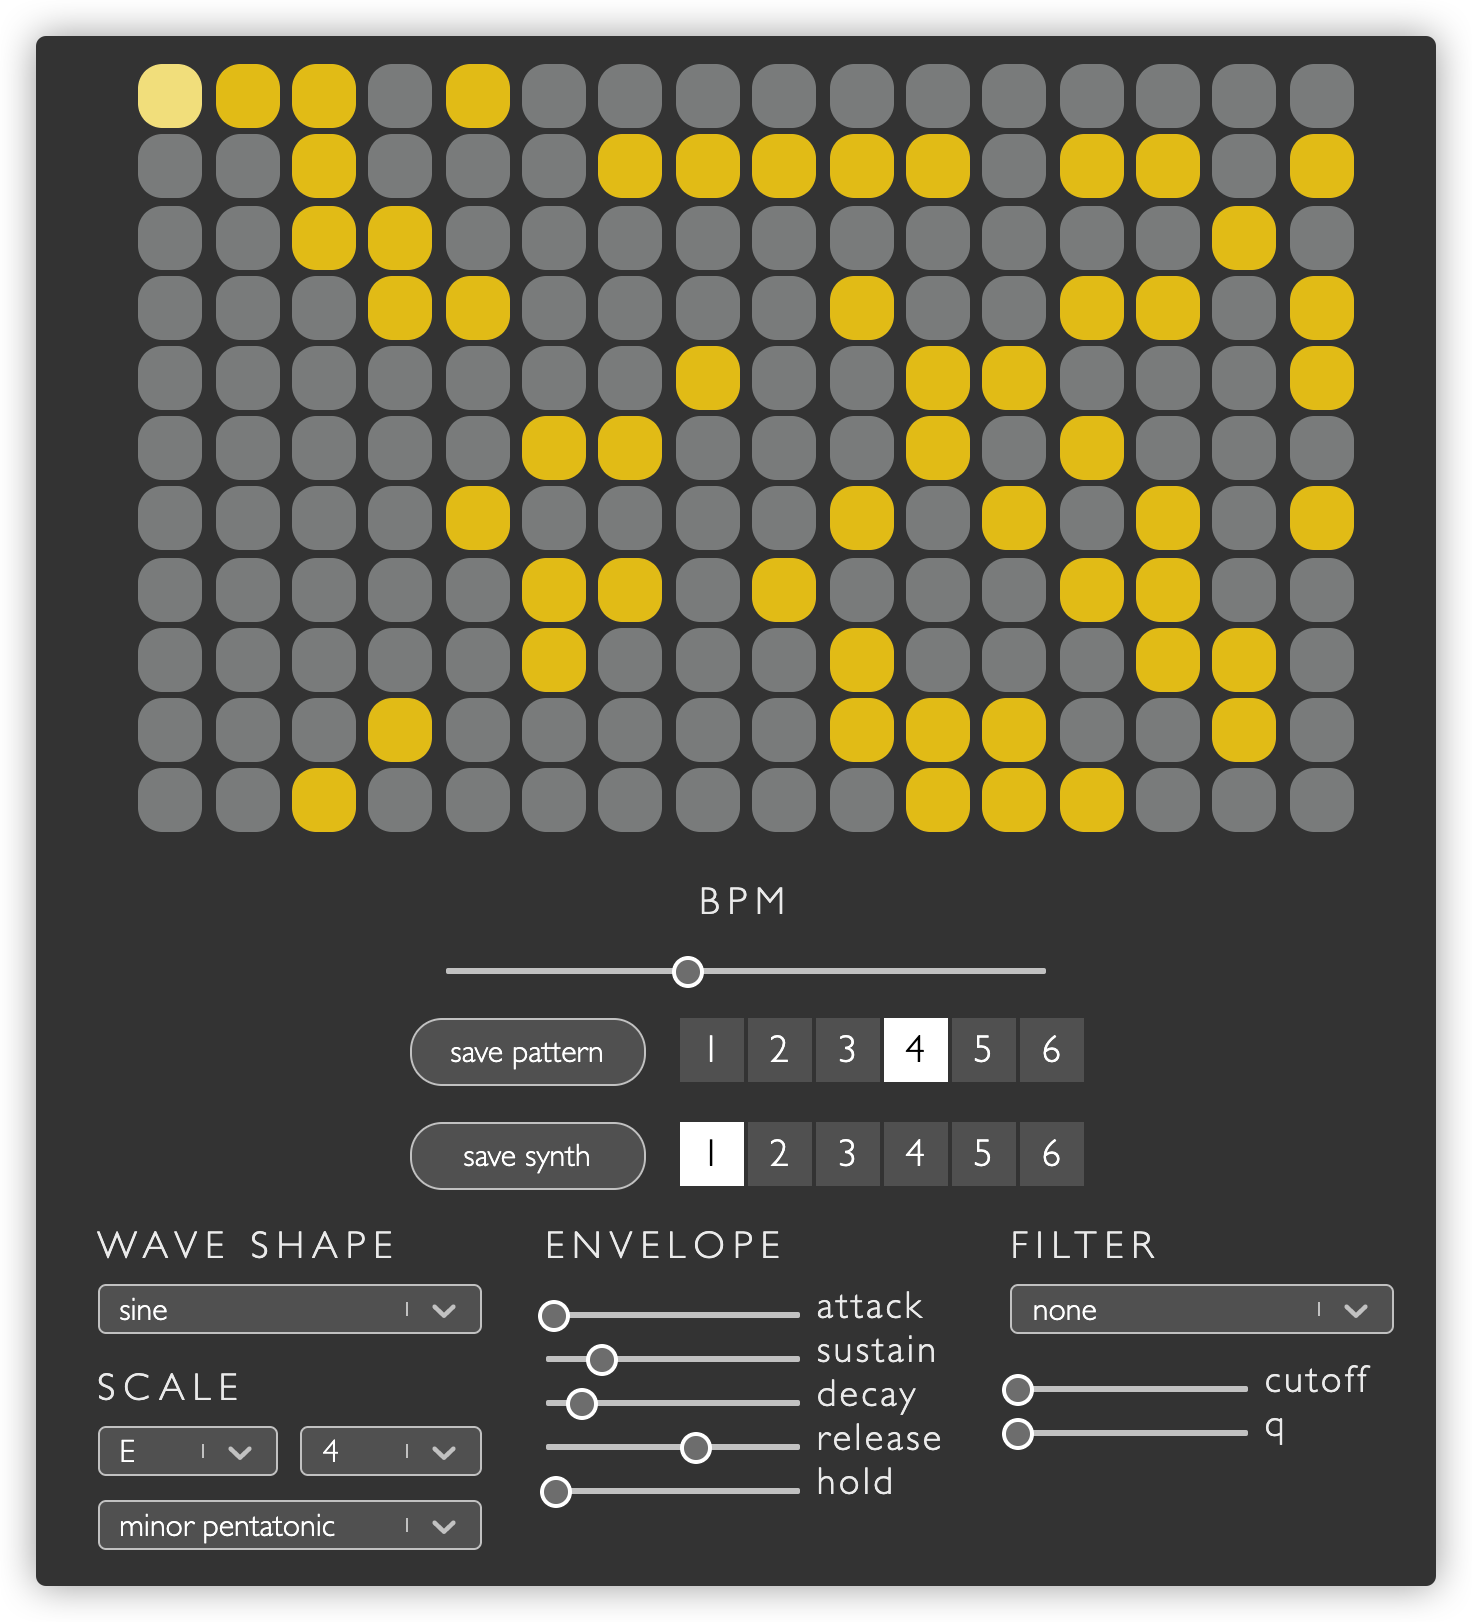 BPM
save pattern 1 2 3 4 5 6
save synth 1 2 3 4 5 6
WAVE SHAPE
sine
SCALE
E 4
minor pentatonic
ENVELOPE
attack
sustain
decay
release
hold
FILTER
none
cutoff
q